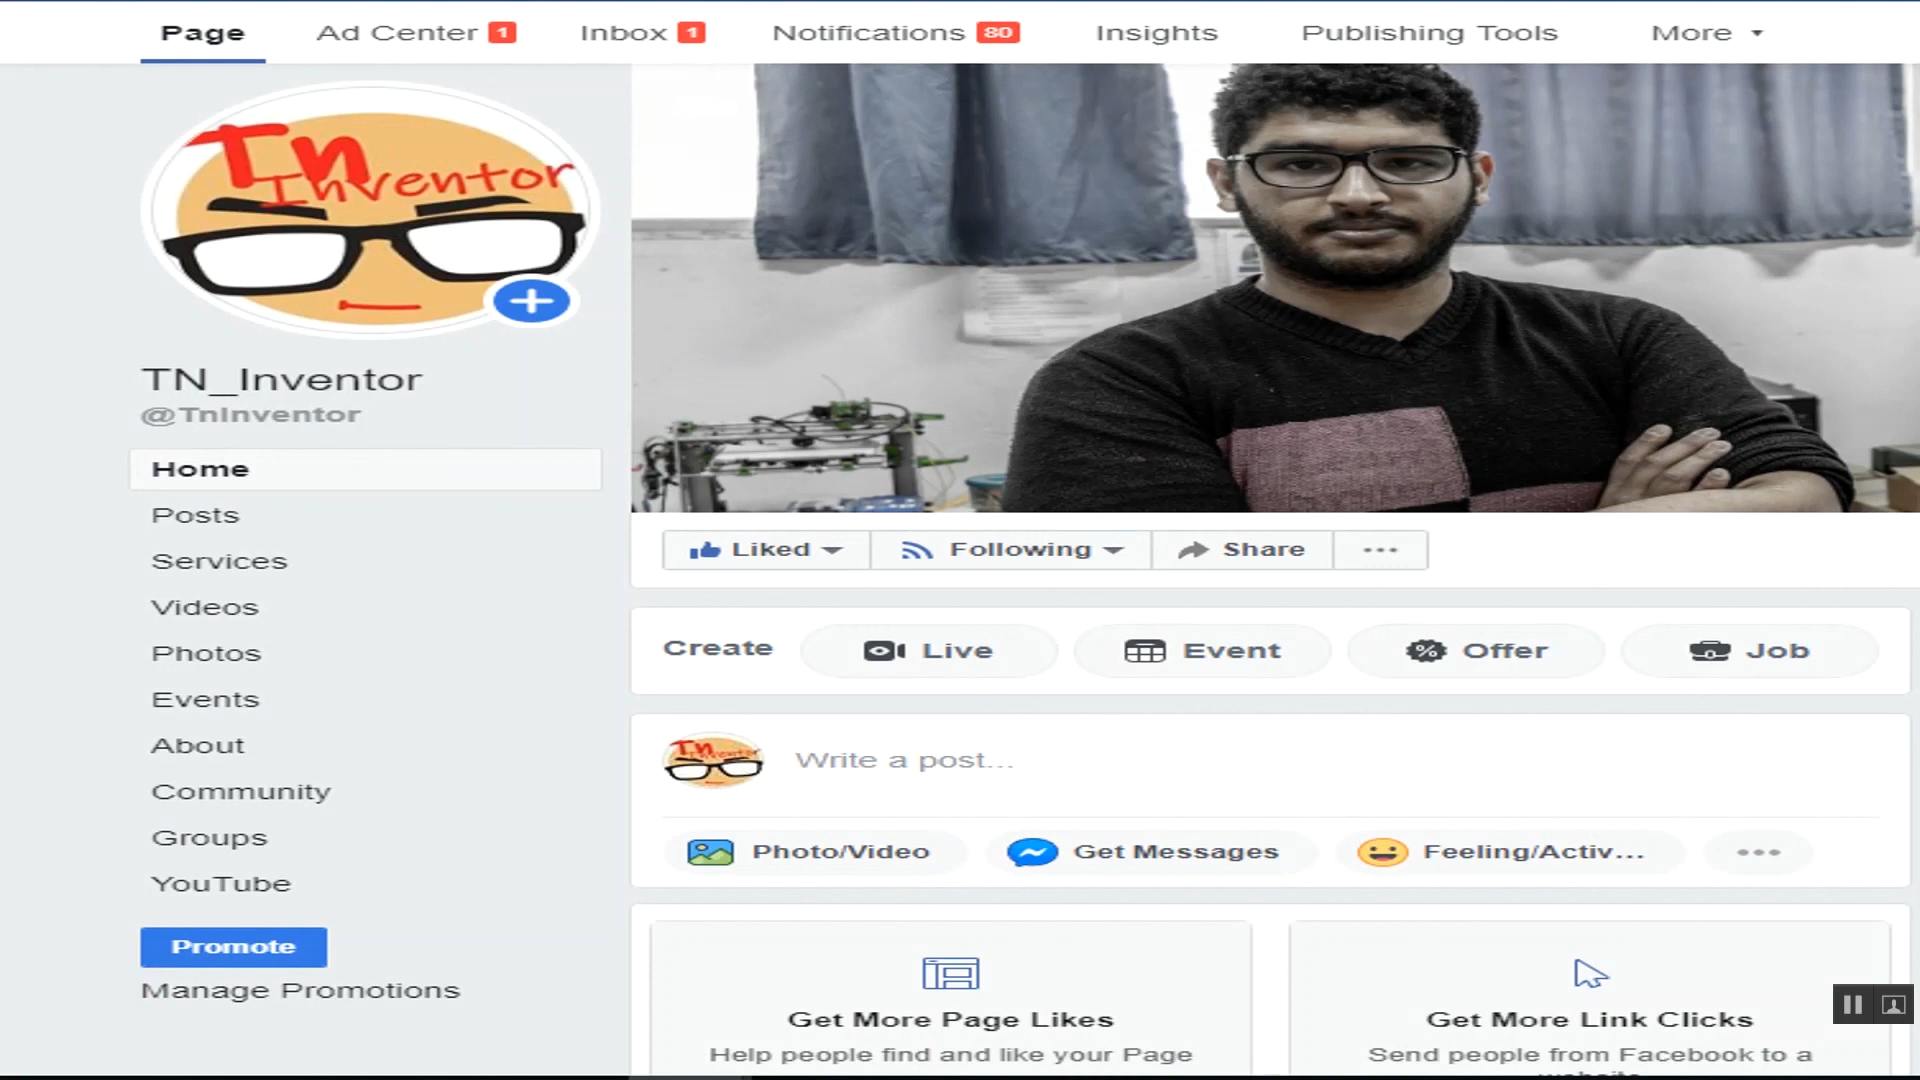 Page
Ad Center 1
Inbox 1
Notifications 80
Insights
Publishing Tools
More
Tn
Inventor
TN_Inventor
@TnInventor
Home
Posts
Services
Videos
Photos
Events
About
Community
Groups
YouTube
Promote
Manage Promotions
Liked
Following
Share
Create
Live
Event
Offer
Job
Tn
Inventor
Write a post...
Photo/Video
Get Messages
Feeling/Activ...
Get More Page Likes
Help people find and like your Page
Get More Link Clicks
Send people from Facebook to a